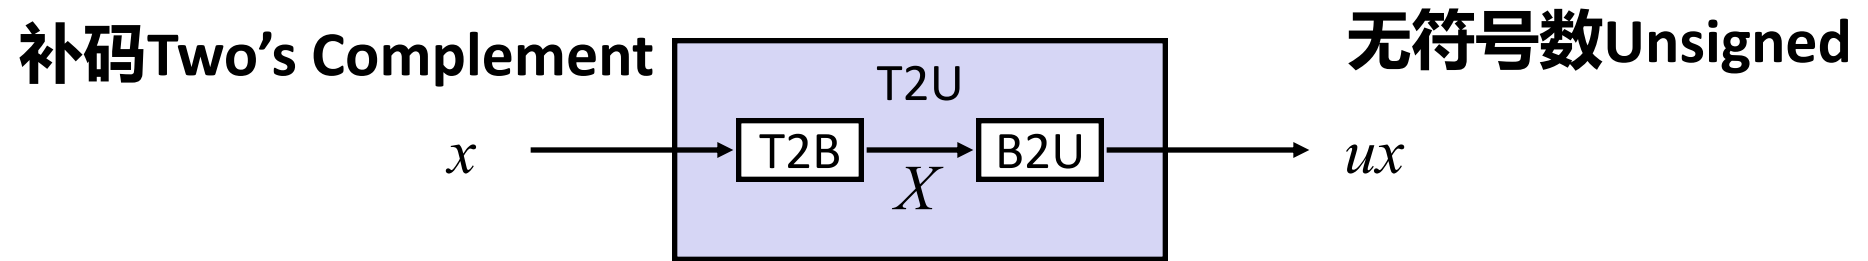 补码Two’s Complement
无符号数Unsigned
T2U
x
T2B
X
B2U
ux